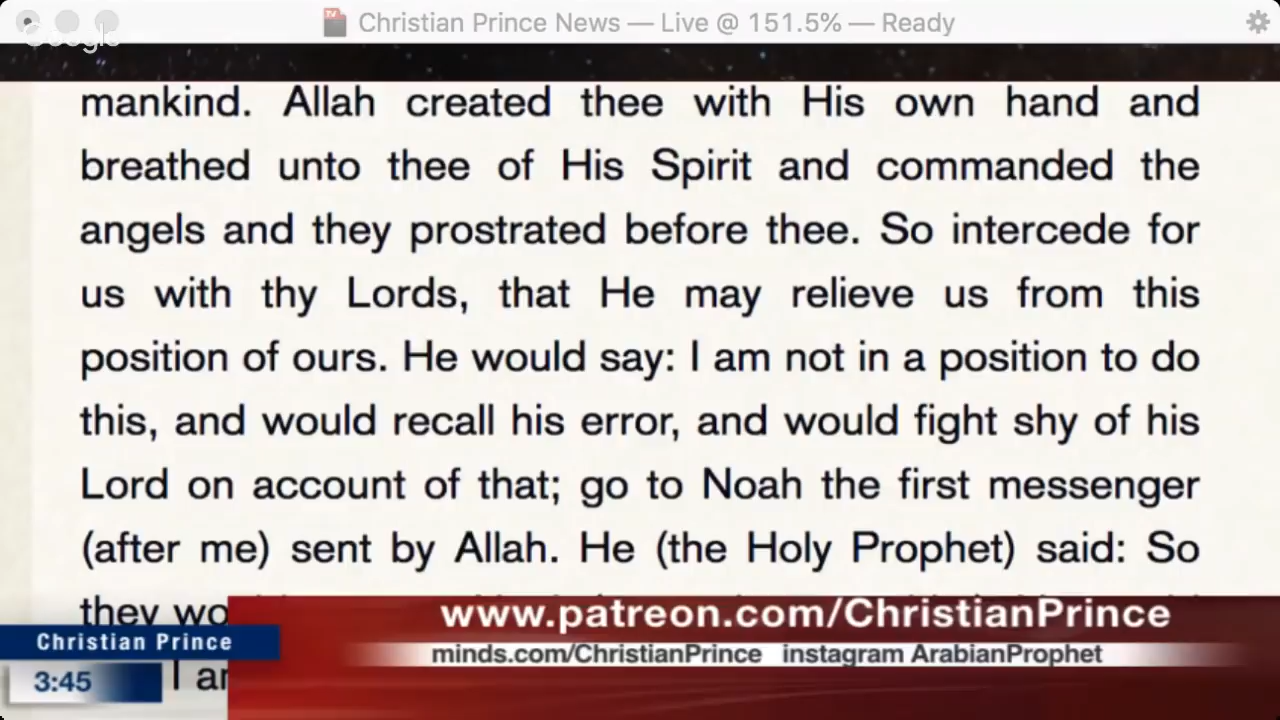 Christian Prince News — Live @ 151.5% — Ready
Google
mankind. Allah created thee with His own hand and
breathed unto thee of His Spirit and commanded the
angels and they prostrated before thee. So intercede for
us with thy Lords, that He may relieve us from this
position of ours. He would say: I am not in a position to do
this, and would recall his error, and would fight shy of his
Lord on account of that; go to Noah the first messenger
(after me) sent by Allah. He (the Holy Prophet) said: So
they
www.patreon.com/ChristianPrince
Christian Prince
minds.com/ChristianPrince instagram ArabianProphet
3:45
I